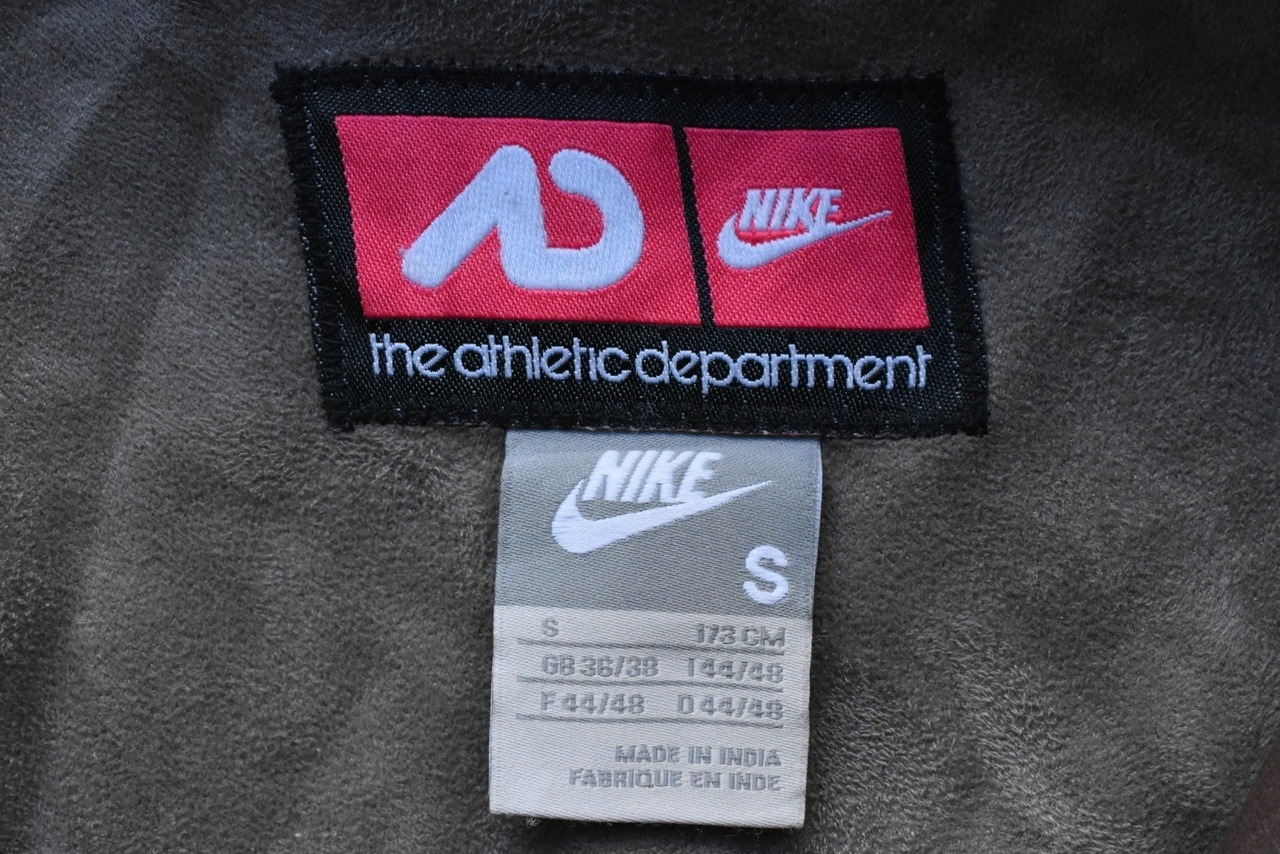 AD NIKE
the athletic department
NIKE
S
S 173 CM
GB 36/38 I 44/48
F 44/48 D 44/48
MADE IN INDIA
FABRIQUE EN INDE